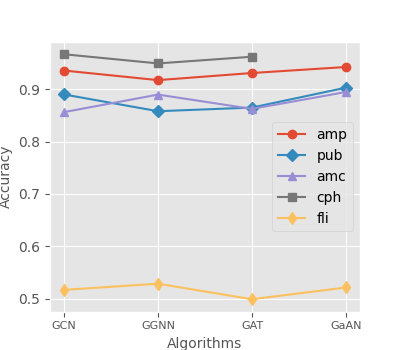 0.9
0.8
0.7
0.6
0.5
Accuracy
amp
pub
amc
cph
fli
GCN
GGNN
GAT
GaAN
Algorithms